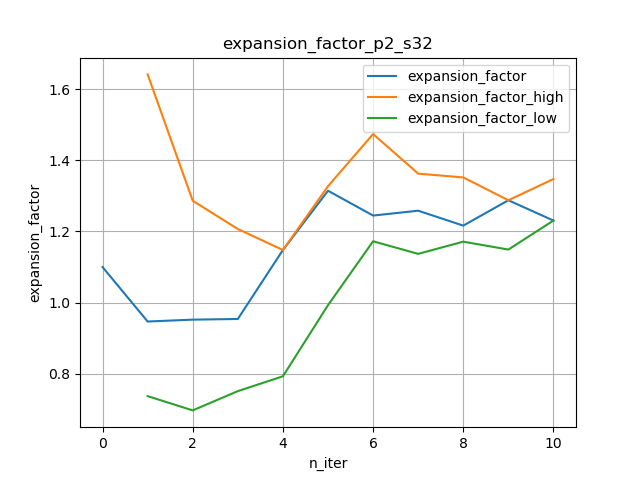 expansion_factor_p2_s32
expansion_factor
expansion_factor_high
expansion_factor_low
expansion_factor
1.6
1.4
1.2
1.0
0.8
0
2
4
6
8
10
n_iter